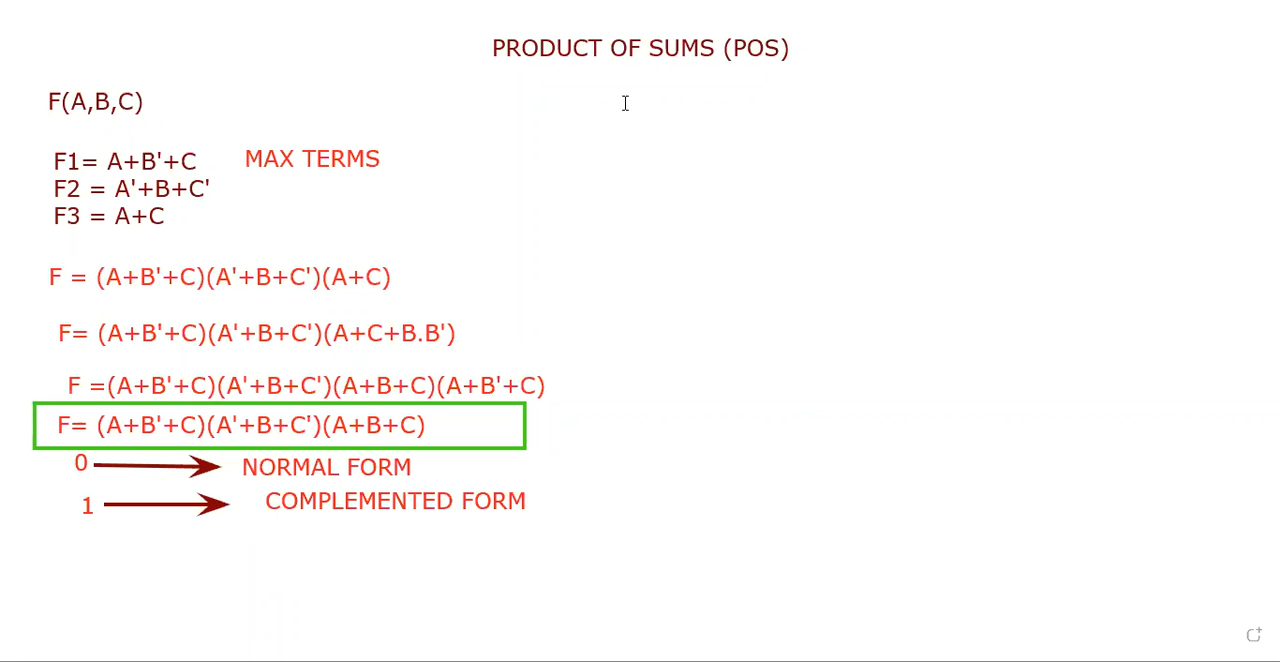 PRODUCT OF SUMS (POS)
F(A,B,C)
F1= A+B'+C MAX TERMS
F2 = A'+B+C'
F3 = A+C
F = (A+B'+C)(A'+B+C')(A+C)
F= (A+B'+C)(A'+B+C')(A+C+B.B')
F =(A+B'+C)(A'+B+C')(A+B+C)(A+B'+C)
F= (A+B'+C)(A'+B+C')(A+B+C)
0 NORMAL FORM
1 COMPLEMENTED FORM